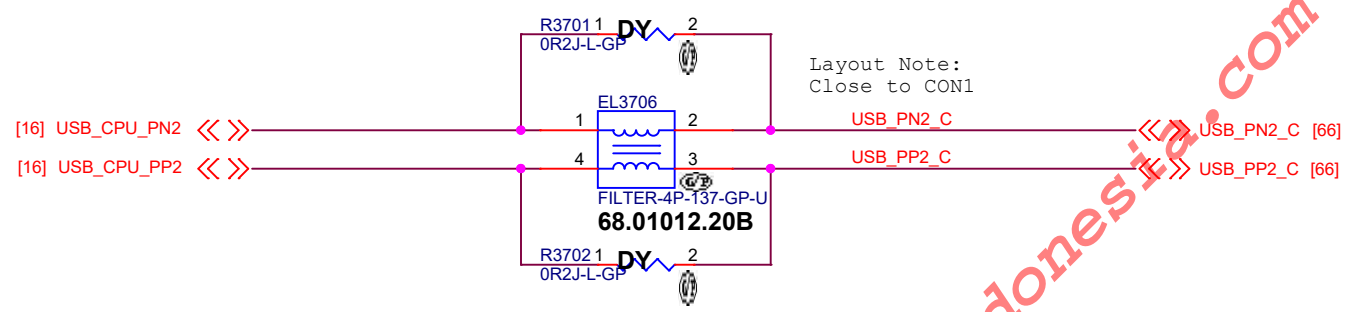 R3701 1 DY 2
0R2J-L-GP
Layout Note:
Close to CON1
EL3706
[16] USB_CPU_PN2 1 2 USB_PN2_C USB_PN2_C [66]
[16] USB_CPU_PP2 4 3 USB_PP2_C USB_PP2_C [66]
FILTER-4P-137-GP-U
68.01012.20B
R3702 1 DY 2
0R2J-L-GP
donesia.com